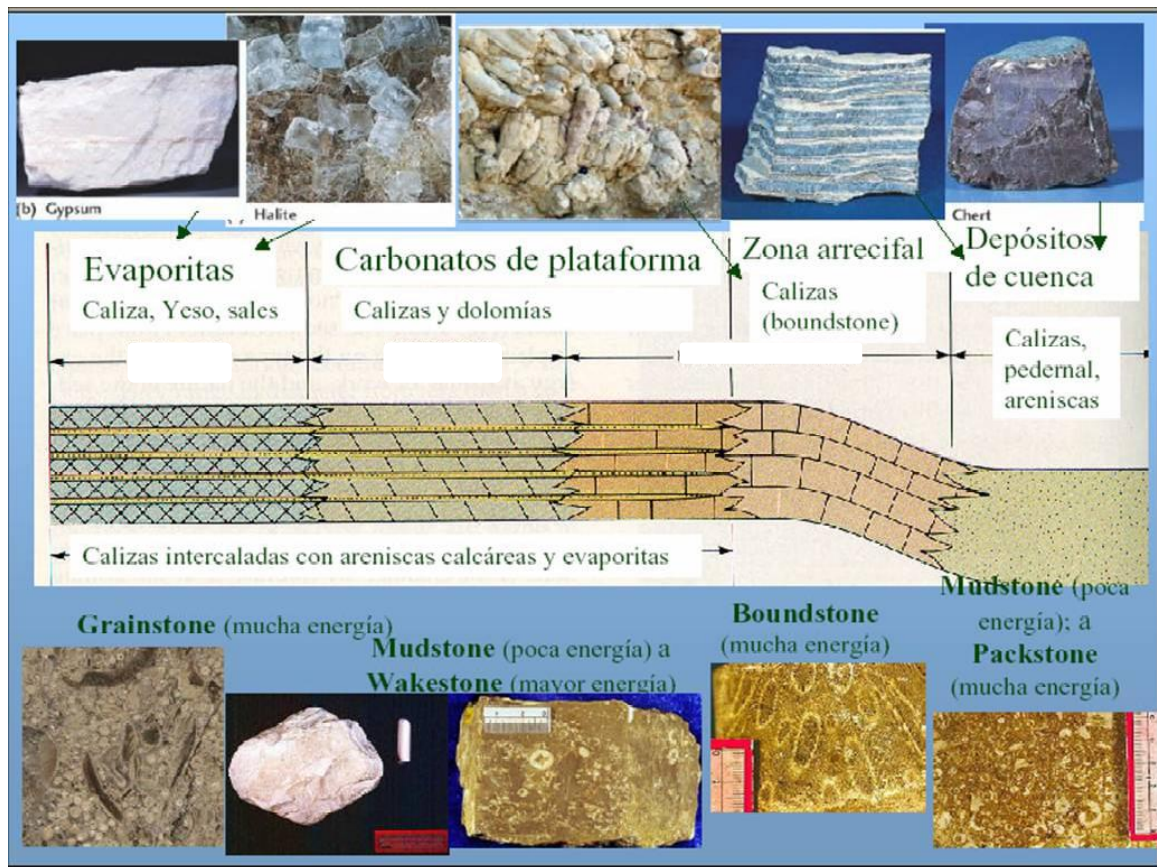 (b) Gypsum
Halite
Chert
Evaporitas
Caliza, Yeso, sales
Carbonatos de plataforma
Calizas y dolomías
Zona arrecifal
Calizas
(boundstone)
Depósitos
de cuenca
Calizas,
pedernal,
areniscas
Calizas intercaladas con areniscas calcáreas y evaporitas
Grainstone (mucha energía)
Mudstone (poca energía) a
Wakestone (mayor energía)
Boundstone
(mucha energía)
Mudstone (poca
energía); a
Packstone
(mucha energía)